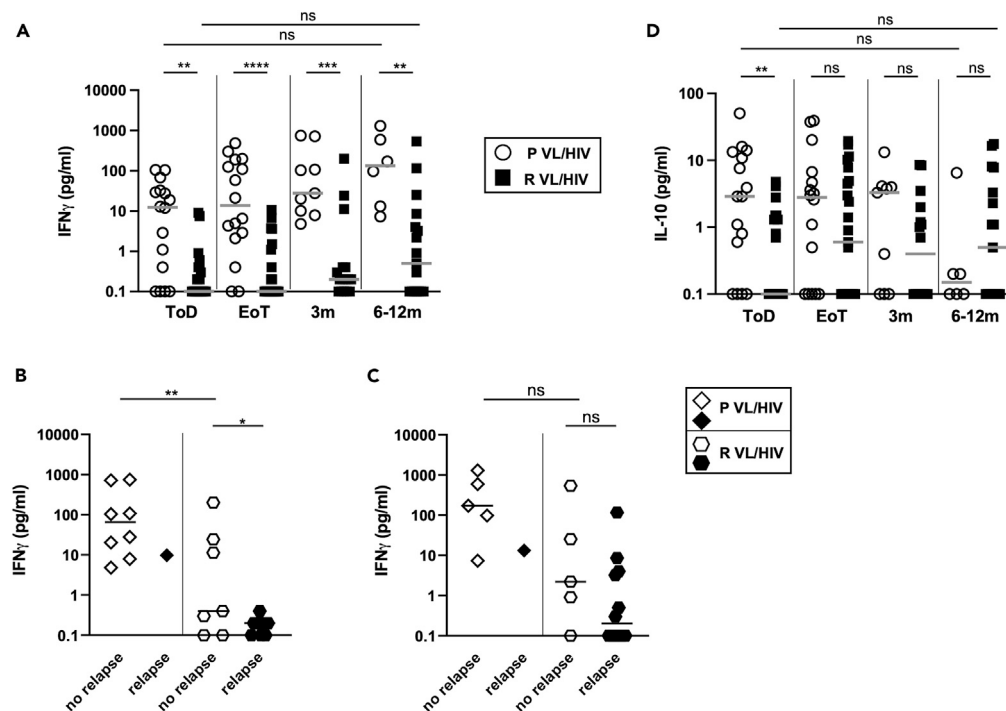 A
ns
ns
** **** *** **
10000
1000
100
10
1
0.1
IFNγ (pg/ml)
ToD EoT 3m 6-12m
P VL/HIV
R VL/HIV
D
ns
ns
** ns ns ns
100
10
1
0.1
IL-10 (pg/ml)
ToD EoT 3m 6-12m
B
**
*
10000
1000
100
10
1
0.1
IFNγ (pg/ml)
no relapse relapse no relapse relapse
C
ns
ns
10000
1000
100
10
1
0.1
IFNγ (pg/ml)
no relapse relapse no relapse relapse
P VL/HIV
R VL/HIV